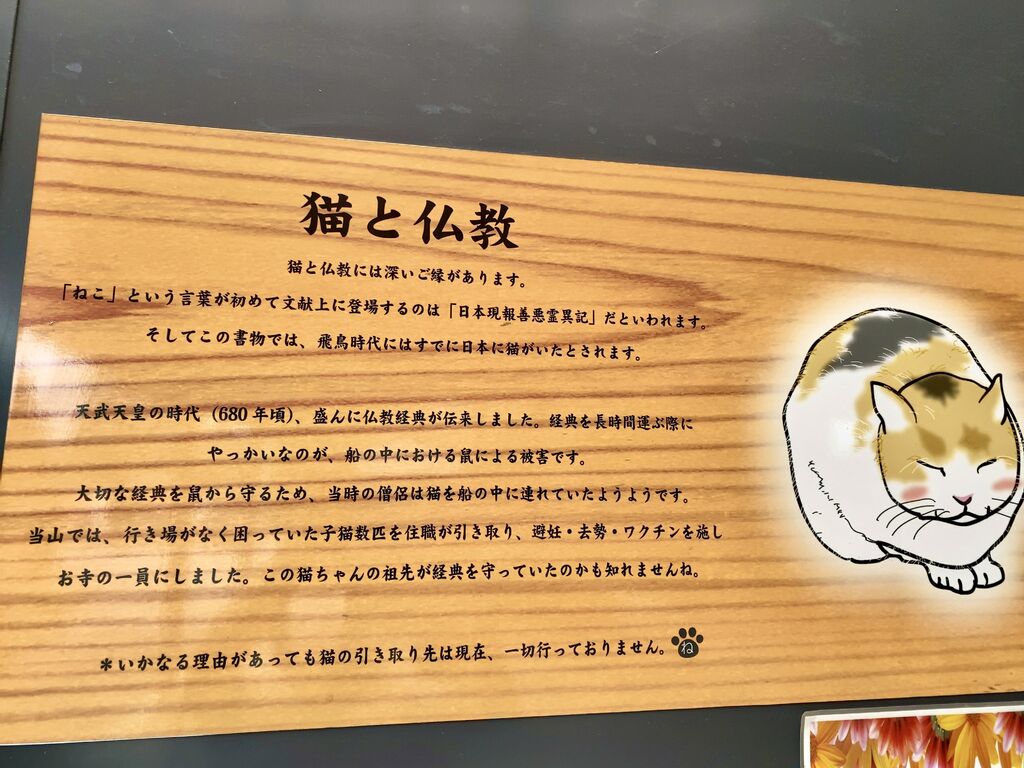 猫と仏教
猫と仏教には深いご縁があります。
「ねこ」という言葉が初めて文献上に登場するのは「日本現報善悪霊異記」だといわれます。
そしてこの書物では、飛鳥時代にはすでに日本に猫がいたとされます。
天武天皇の時代（680年頃）、盛んに仏教経典が伝来しました。経典を長時間運ぶ際に
やっかいなのが、船の中における鼠による被害です。
大切な経典を鼠から守るため、当時の僧侶は猫を船の中に連れていたようようです。
当山では、行き場がなく困っていた子猫数匹を住職が引き取り、避妊・去勢・ワクチンを施し
お寺の一員にしました。この猫ちゃんの祖先が経典を守っていたのかも知れませんね。
＊いかなる理由があっても猫の引き取り先は現在、一切行っておりません。
ね